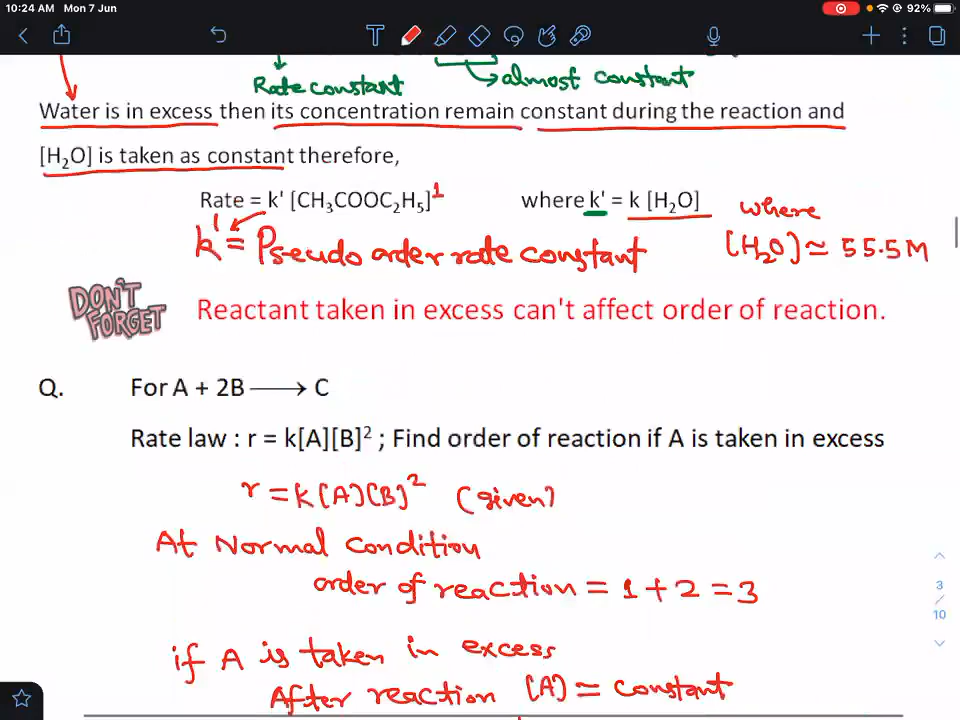 10:24 AM Mon 7 Jun 92%
Rate constant almost constant
Water is in excess then its concentration remain constant during the reaction and
[H₂O] is taken as constant therefore,
Rate = k' [CH₃COOC₂H₅]¹ where k' = k [H₂O] where
k' = Pseudo order rate constant [H₂O] ≃ 55.5 M
DON'T FORGET Reactant taken in excess can't affect order of reaction.
Q. For A + 2B ⟶ C
Rate law : r = k[A][B]² ; Find order of reaction if A is taken in excess
r = k[A][B]² (given)
At Normal condition
order of reaction = 1 + 2 = 3
if A is taken in excess
After reaction [A] = constant
3
/
10